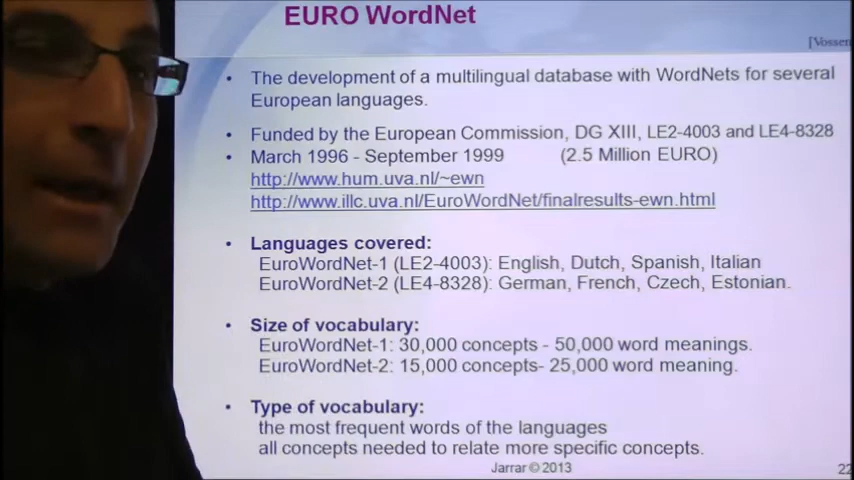 EURO WordNet
[Vossen
• The development of a multilingual database with WordNets for several
European languages.
• Funded by the European Commission, DG XIII, LE2-4003 and LE4-8328
• March 1996 - September 1999 (2.5 Million EURO)
http://www.hum.uva.nl/~ewn
http://www.illc.uva.nl/EuroWordNet/finalresults-ewn.html
• Languages covered:
EuroWordNet-1 (LE2-4003): English, Dutch, Spanish, Italian
EuroWordNet-2 (LE4-8328): German, French, Czech, Estonian.
• Size of vocabulary:
EuroWordNet-1: 30,000 concepts - 50,000 word meanings.
EuroWordNet-2: 15,000 concepts- 25,000 word meaning.
• Type of vocabulary:
the most frequent words of the languages
all concepts needed to relate more specific concepts.
Jarrar © 2013
22